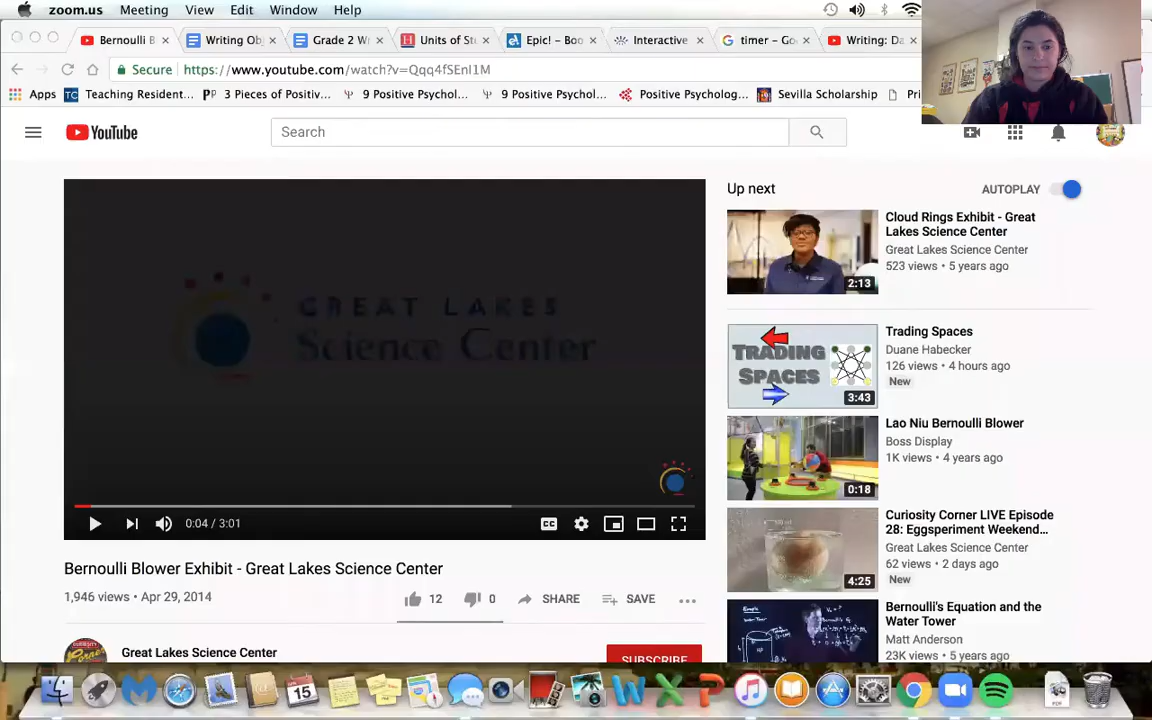 zoom.us Meeting View Edit Window Help
Bernoulli B
Writing Obj
Grade 2 Wr
Units of Stu
Epic! – Boo
Interactive
timer – Go
Writing: Da
Secure https://www.youtube.com/watch?v=Qqq4fSEnI1M
Apps
Teaching Resident...
3 Pieces of Positiv...
9 Positive Psychol...
9 Positive Psychol...
Positive Psycholog...
Sevilla Scholarship
Pri
YouTube
Search
GREAT LAKES
Science Center
0:04 / 3:01
CC
Bernoulli Blower Exhibit - Great Lakes Science Center
1,946 views • Apr 29, 2014
12
0
SHARE
SAVE
Great Lakes Science Center
SUBSCRIBE
Up next
AUTOPLAY
2:13
Cloud Rings Exhibit - Great
Lakes Science Center
Great Lakes Science Center
523 views • 5 years ago
TRADING
SPACES
3:43
Trading Spaces
Duane Habecker
126 views • 4 hours ago
New
0:18
Lao Niu Bernoulli Blower
Boss Display
1K views • 4 years ago
4:25
Curiosity Corner LIVE Episode
28: Eggsperiment Weekend...
Great Lakes Science Center
62 views • 2 days ago
New
Bernoulli's Equation and the
Water Tower
Matt Anderson
23K views • 5 years ago
15